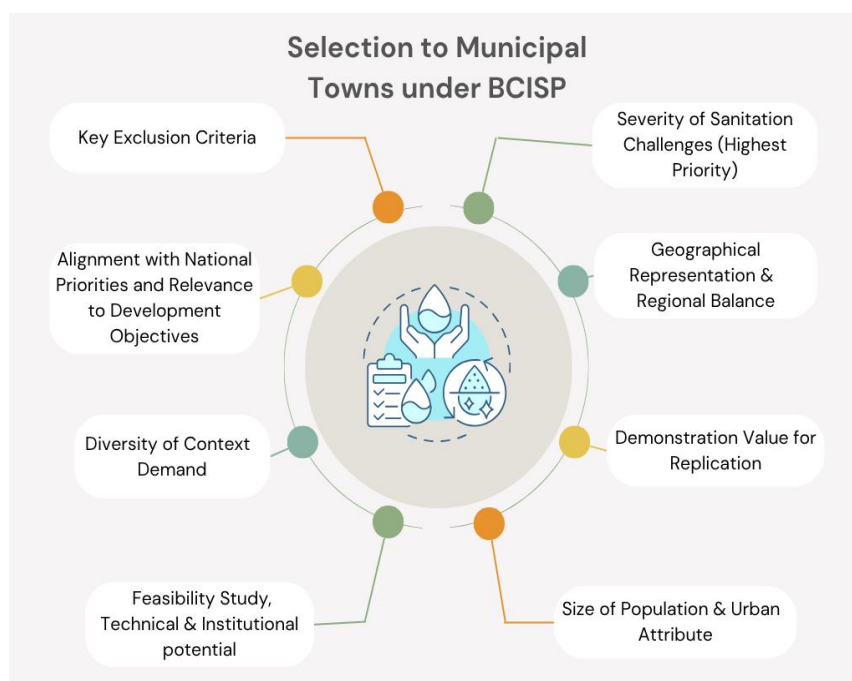 Selection to Municipal
Towns under BCISP
Key Exclusion Criteria
Severity of Sanitation
Challenges (Highest
Priority)
Alignment with National
Priorities and Relevance
to Development
Objectives
Geographical
Representation &
Regional Balance
Diversity of Context
Demand
Demonstration Value for
Replication
Feasibility Study,
Technical & Institutional
potential
Size of Population & Urban
Attribute